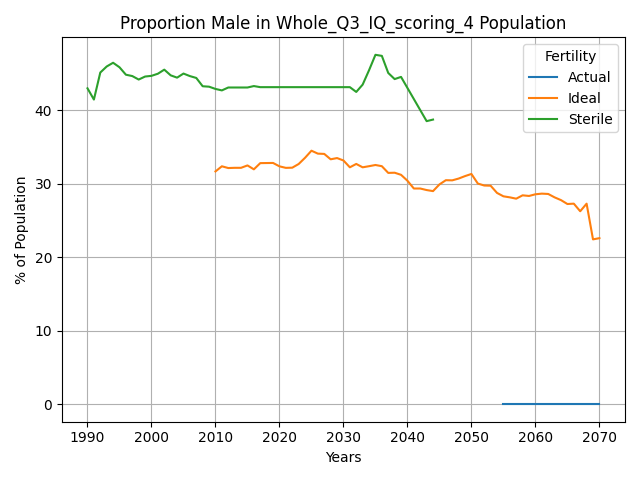 Proportion Male in Whole_Q3_IQ_scoring_4 Population
Fertility
Actual
Ideal
Sterile
% of Population
40
30
20
10
0
1990 2000 2010 2020 2030 2040 2050 2060 2070
Years